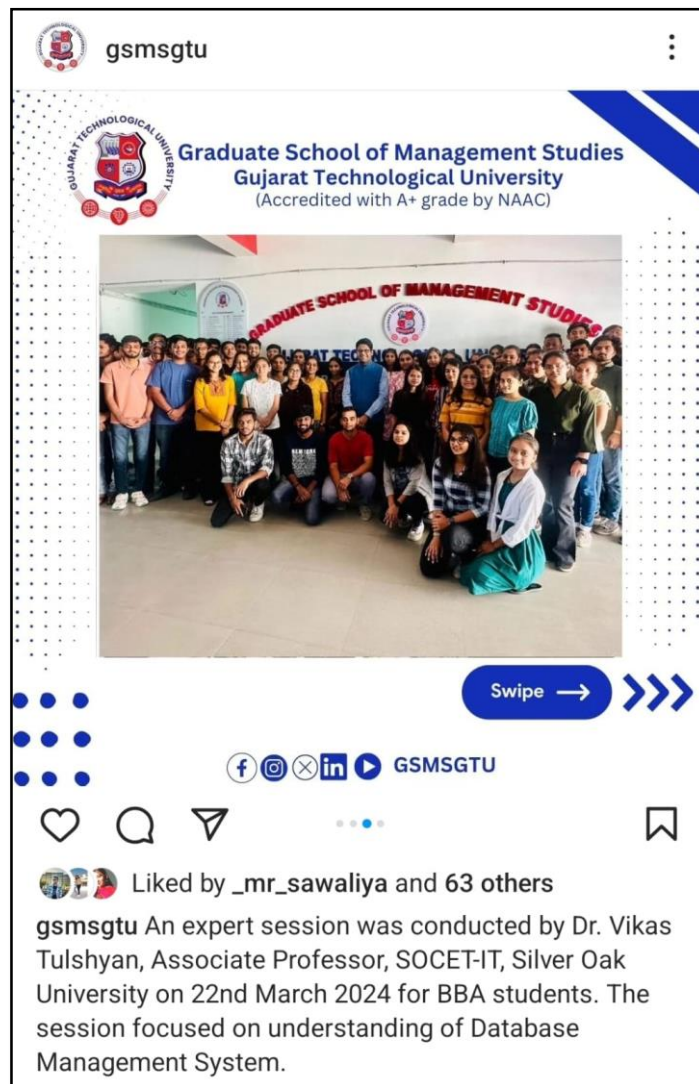 gsmsgtu
GUJARAT TECHNOLOGICAL UNIVERSITY
Graduate School of Management Studies
Gujarat Technological University
(Accredited with A+ grade by NAAC)
GRADUATE SCHOOL OF MANAGEMENT STUDIES
Swipe
GSMSGTU
Liked by _mr_sawaliya and 63 others
gsmsgtu An expert session was conducted by Dr. Vikas
Tulshyan, Associate Professor, SOCET-IT, Silver Oak
University on 22nd March 2024 for BBA students. The
session focused on understanding of Database
Management System.